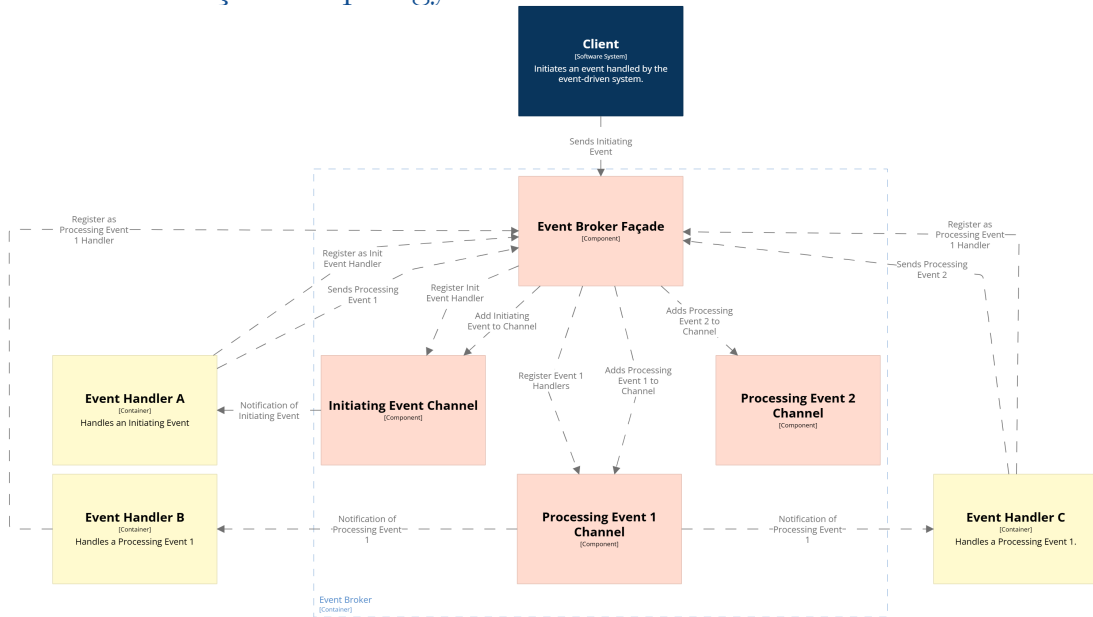 Client
[Software System]
Initiates an event handled by the
event-driven system.
Sends Initiating
Event
Event Broker Façade
[Component]
Register as
Processing Event
1 Handler
Register as Init
Event Handler
Sends Processing
Event 1
Register Init
Event Handler
Add Initiating
Event to Channel
Adds Processing
Event 2 to
Channel
Register as
Processing Event
1 Handler
Sends Processing
Event 2
Register Event 1
Handlers
Adds Processing
Event 1 to
Channel
Event Handler A
[Container]
Handles an Initiating Event
Notification of
Initiating Event
Initiating Event Channel
[Component]
Processing Event 2
Channel
[Component]
Event Handler B
[Container]
Handles a Processing Event 1
Notification of
Processing Event
1
Processing Event 1
Channel
[Component]
Notification of
Processing Event
1
Event Handler C
[Container]
Handles a Processing Event 1.
Event Broker
[Container]